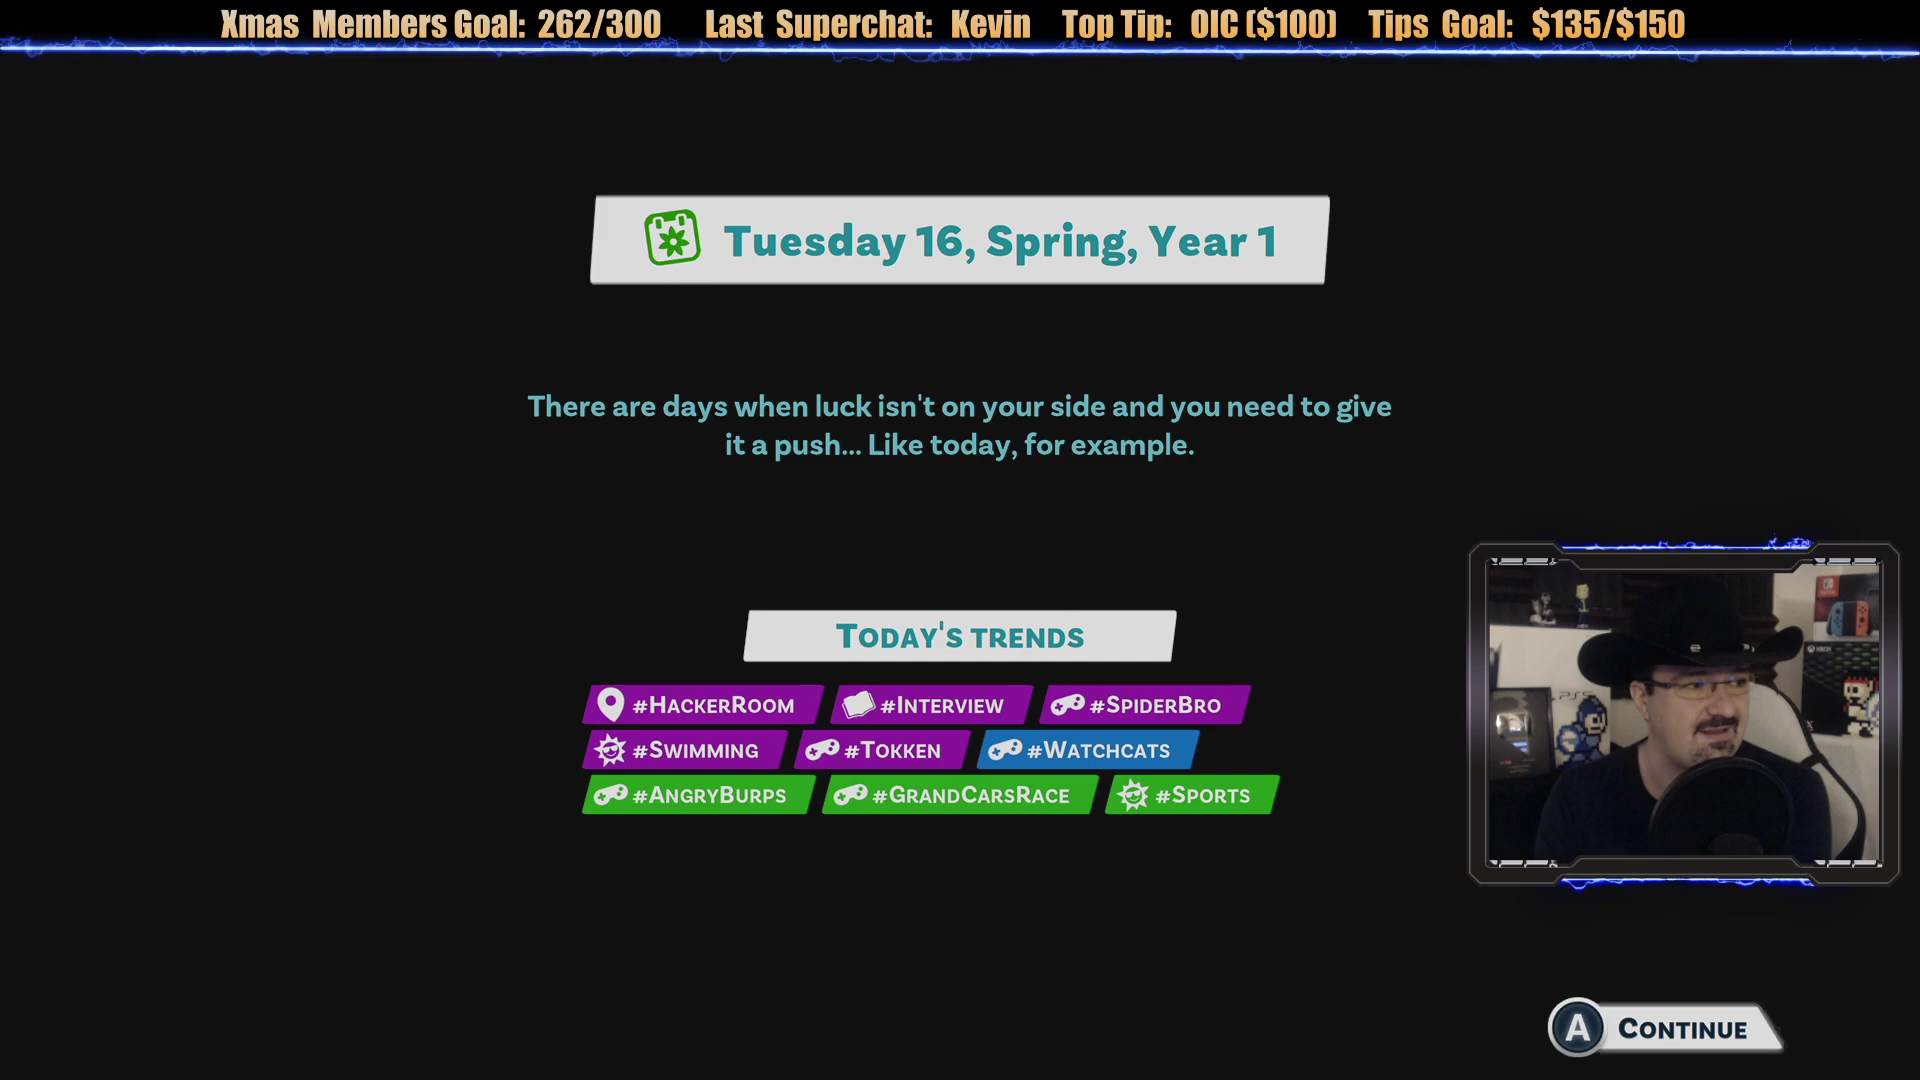 Xmas Members Goal: 262/300 Last Superchat: Kevin Top Tip: OIC ($100) Tips Goal: $135/$150
Tuesday 16, Spring, Year 1
There are days when luck isn't on your side and you need to give
it a push... Like today, for example.
Today's trends
#HackerRoom #Interview #SpiderBro
#Swimming #Tokken #Watchcats
#AngryBurps #GrandCarsRace #Sports
XBOX
PS5
A Continue